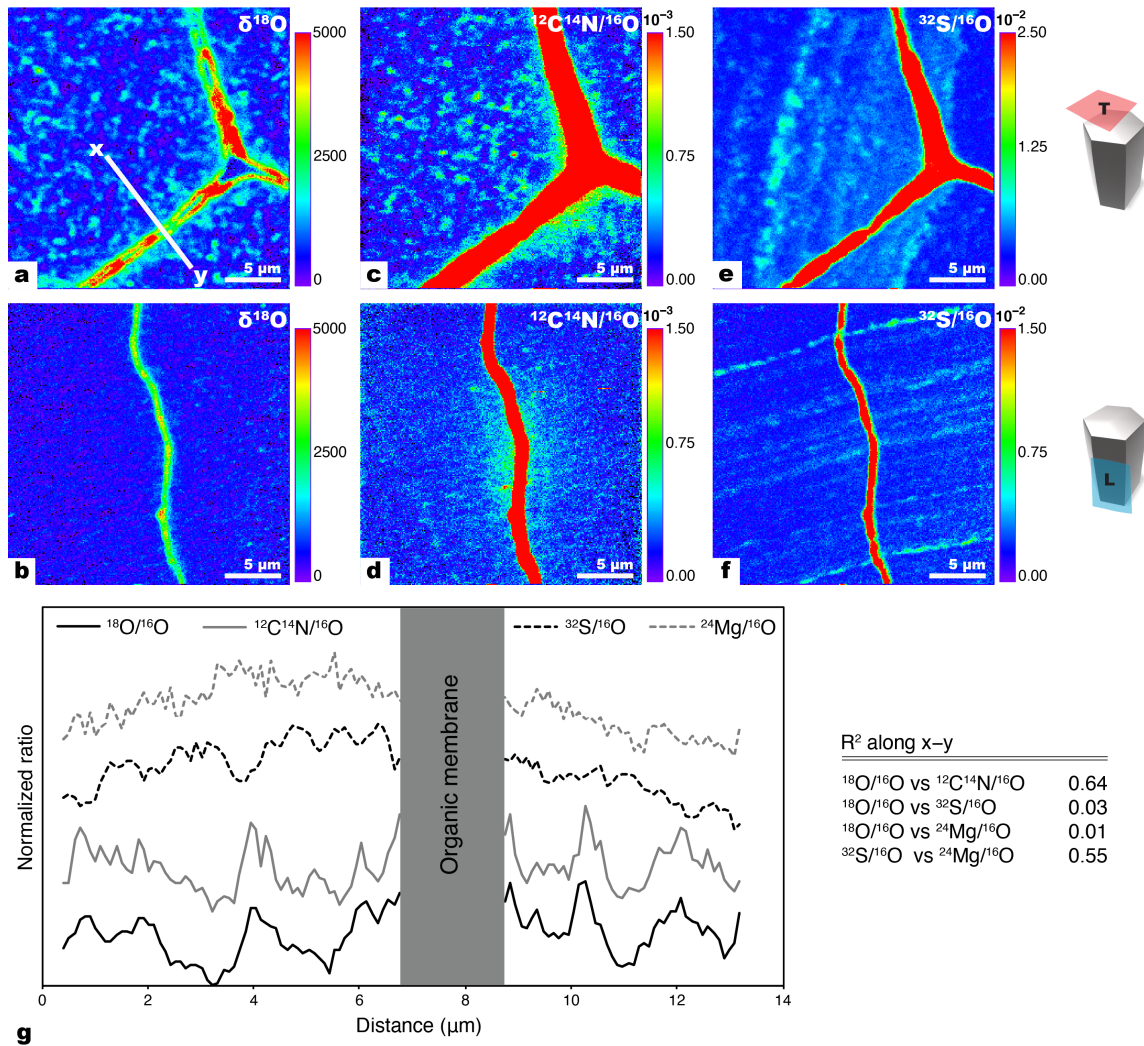 δ¹⁸O
5000
2500
0
x
y
a
5 µm
¹²C¹⁴N/¹⁶O
10⁻³
1.50
0.75
0.00
c
5 µm
³²S/¹⁶O
10⁻²
2.50
1.25
0.00
e
5 µm
T
δ¹⁸O
5000
2500
0
b
5 µm
¹²C¹⁴N/¹⁶O
10⁻³
1.50
0.75
0.00
d
5 µm
³²S/¹⁶O
10⁻²
1.50
0.75
0.00
f
5 µm
L
¹⁸O/¹⁶O
¹²C¹⁴N/¹⁶O
³²S/¹⁶O
²⁴Mg/¹⁶O
Normalized ratio
Organic membrane
0 2 4 6 8 10 12 14
Distance (µm)
g
R² along x–y
¹⁸O/¹⁶O vs ¹²C¹⁴N/¹⁶O 0.64
¹⁸O/¹⁶O vs ³²S/¹⁶O 0.03
¹⁸O/¹⁶O vs ²⁴Mg/¹⁶O 0.01
³²S/¹⁶O vs ²⁴Mg/¹⁶O 0.55